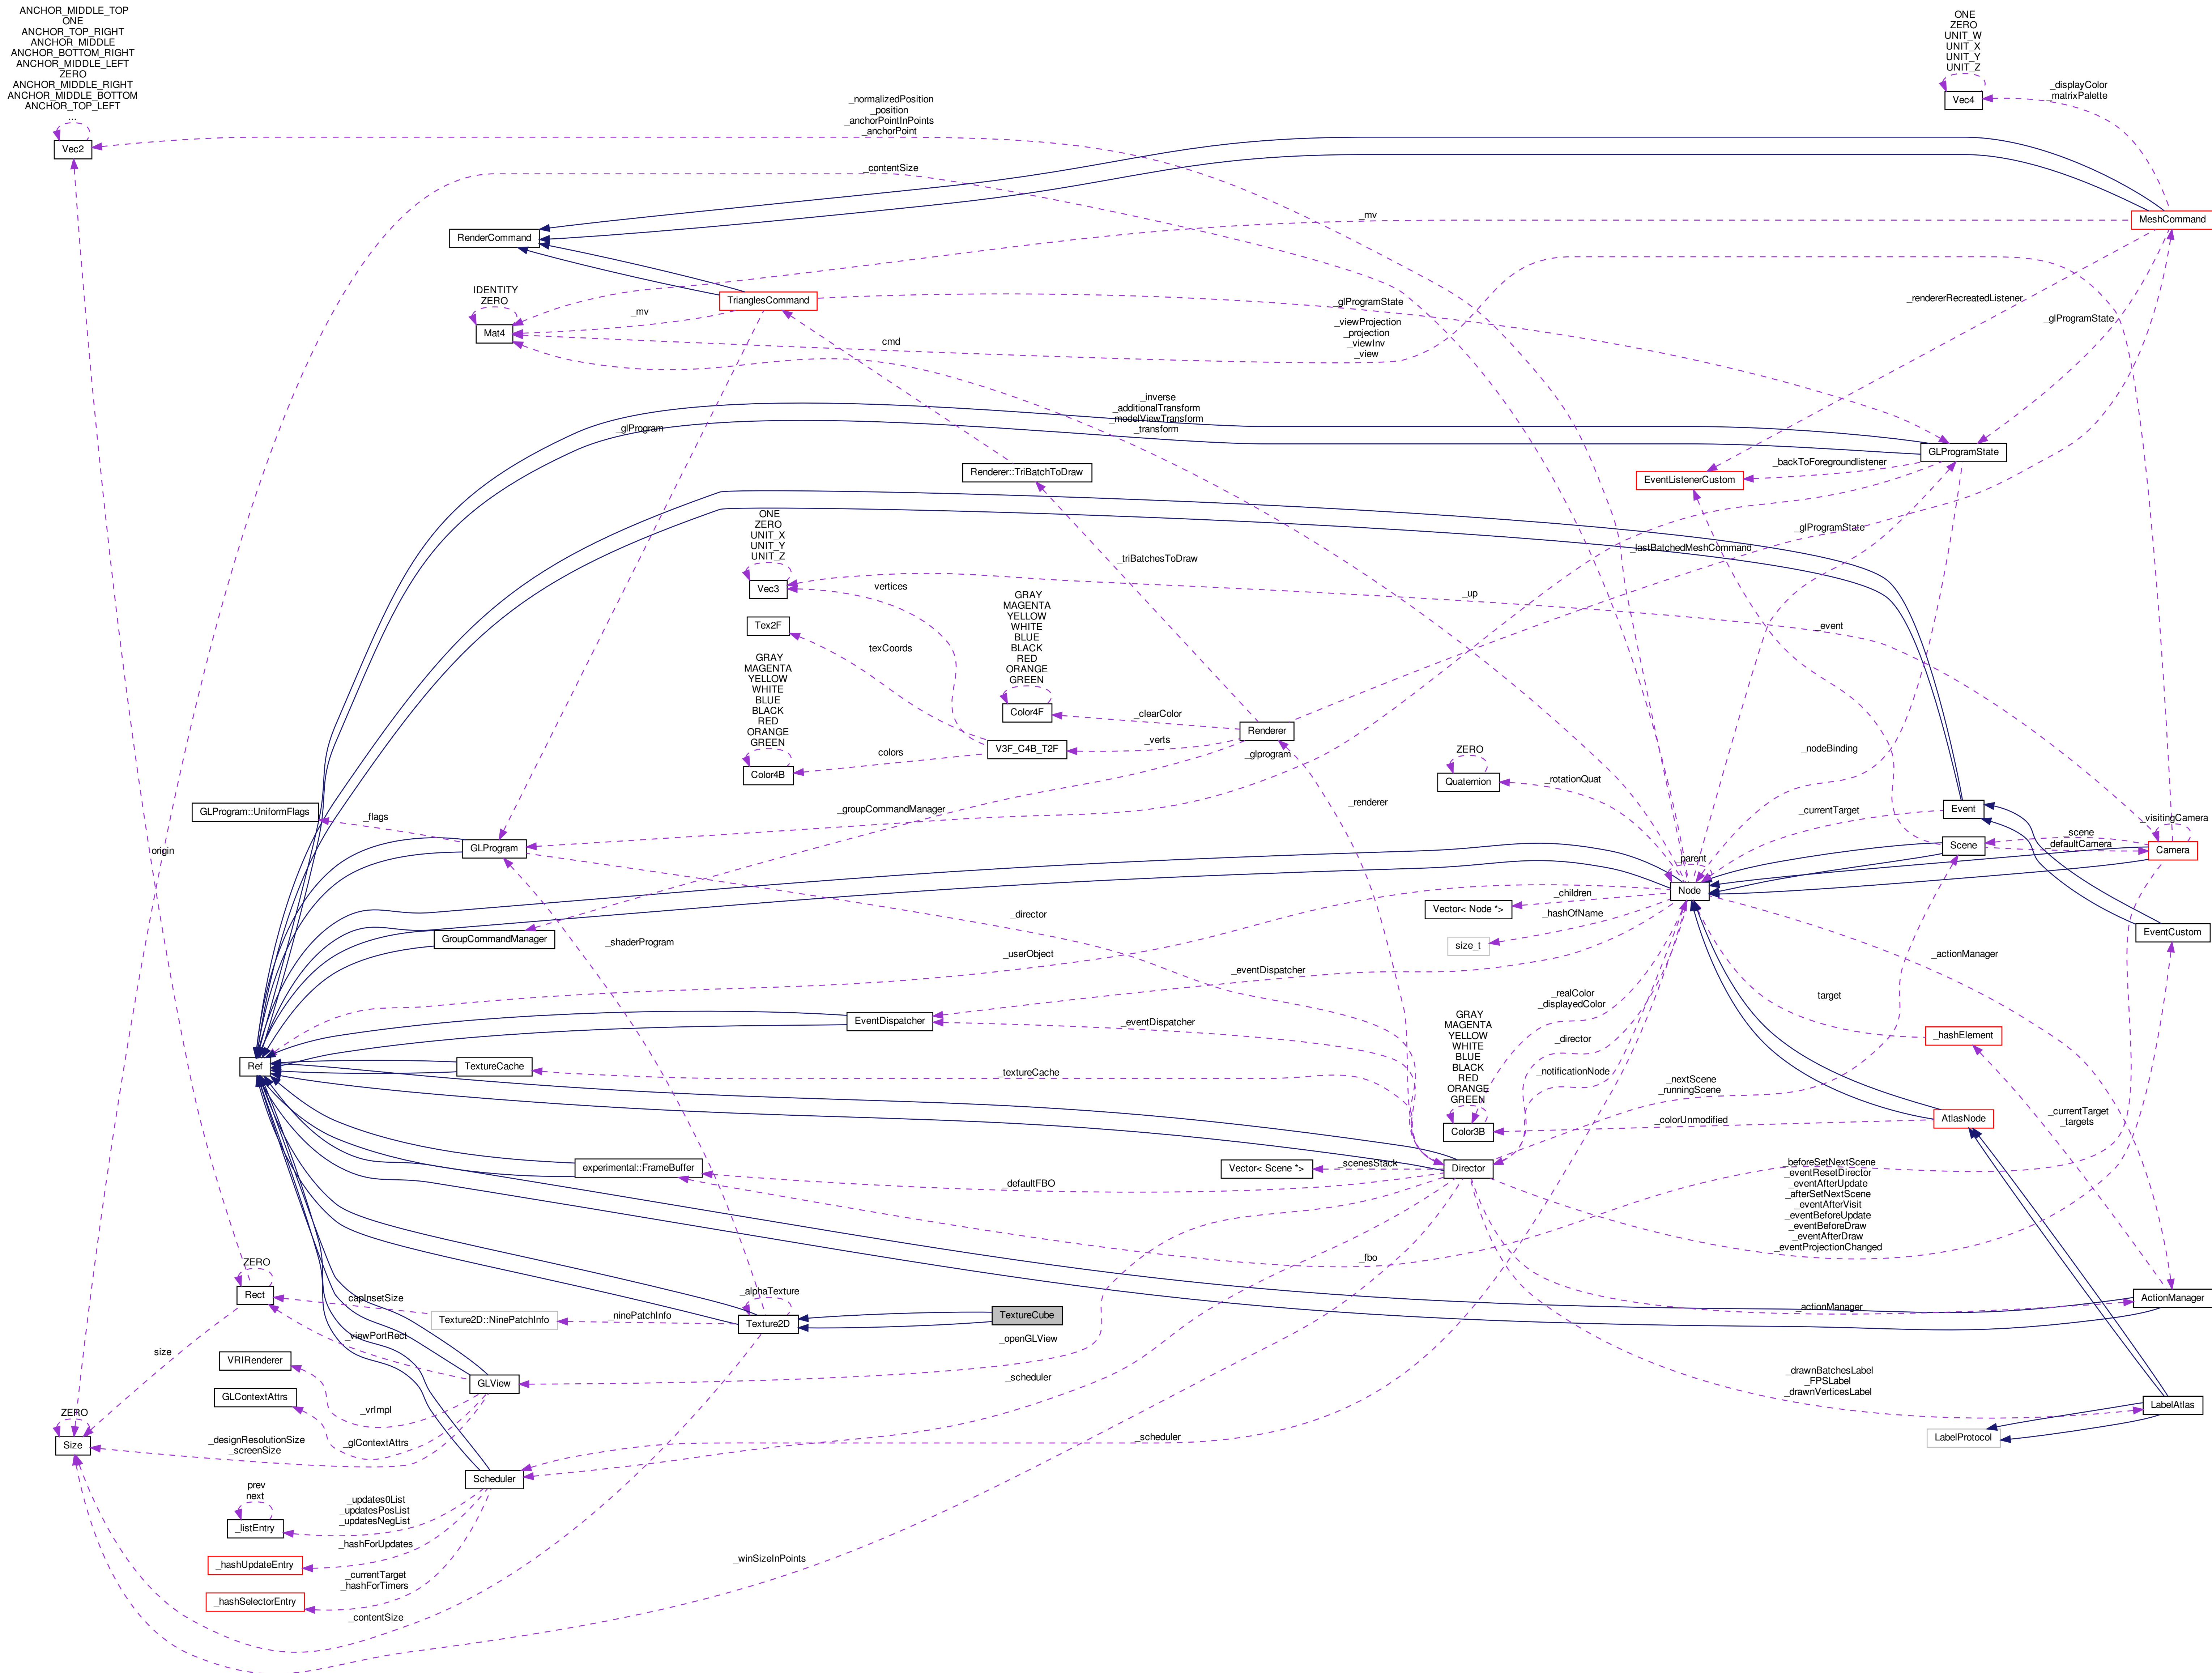 ANCHOR_MIDDLE_TOP
ONE
ANCHOR_TOP_RIGHT
ANCHOR_MIDDLE
ANCHOR_BOTTOM_RIGHT
ANCHOR_MIDDLE_LEFT
ZERO
ANCHOR_MIDDLE_RIGHT
ANCHOR_MIDDLE_BOTTOM
ANCHOR_TOP_LEFT
...
Vec2
ONE
ZERO
UNIT_W
UNIT_X
UNIT_Y
UNIT_Z
Vec4
_displayColor
_matrixPalette
_normalizedPosition
_position
_anchorPointInPoints
_anchorPoint
_contentSize
MeshCommand
_mv
RenderCommand
IDENTITY
ZERO
Mat4
TrianglesCommand
_mv
_glProgramState
_rendererRecreatedListener
_glProgramState
cmd
_viewProjection
_projection
_viewInv
_view
_inverse
_additionalTransform
_modelViewTransform
_transform
_glProgram
GLProgramState
Renderer::TriBatchToDraw
_backToForegroundlistener
EventListenerCustom
ONE
ZERO
UNIT_X
UNIT_Y
UNIT_Z
Vec3
_glProgramState
_lastBatchedMeshCommand
_triBatchesToDraw
vertices
_up
_event
Tex2F
texCoords
GRAY
MAGENTA
YELLOW
WHITE
BLUE
BLACK
RED
ORANGE
GREEN
Color4F
GRAY
MAGENTA
YELLOW
WHITE
BLUE
BLACK
RED
ORANGE
GREEN
Color4B
_clearColor
Renderer
_verts
V3F_C4B_T2F
colors
_glprogram
_nodeBinding
ZERO
Quaternion
_rotationQuat
_renderer
_groupCommandManager
GLProgram::UniformFlags
_flags
GLProgram
origin
Event
_currentTarget
_visitingCamera
_scene
_defaultCamera
Scene
Camera
_parent
Node
_children
Vector< Node *>
_hashOfName
size_t
EventCustom
GroupCommandManager
_director
_shaderProgram
_userObject
_eventDispatcher
_actionManager
EventDispatcher
_eventDispatcher
_realColor
_displayedColor
target
GRAY
MAGENTA
YELLOW
WHITE
BLUE
BLACK
RED
ORANGE
GREEN
Color3B
_director
_hashElement
Ref
TextureCache
_textureCache
_notificationNode
_nextScene
_runningScene
_currentTarget
_targets
AtlasNode
_colorUnmodified
experimental::FrameBuffer
_defaultFBO
Vector< Scene *>
_scenesStack
Director
_beforeSetNextScene
_eventResetDirector
_eventAfterUpdate
_afterSetNextScene
_eventAfterVisit
_eventBeforeUpdate
_eventBeforeDraw
_eventAfterDraw
_eventProjectionChanged
_fbo
ZERO
Rect
capInsetSize
Texture2D::NinePatchInfo
_ninePatchInfo
_alphaTexture
Texture2D
TextureCube
_actionManager
ActionManager
_viewPortRect
size
_openGLView
VRIRenderer
GLView
_scheduler
_drawnBatchesLabel
_FPSLabel
_drawnVerticesLabel
GLContextAttrs
_vrImpl
LabelAtlas
ZERO
Size
_designResolutionSize
_screenSize
_glContextAttrs
_scheduler
LabelProtocol
Scheduler
prev
next
_listEntry
_updates0List
_updatesPosList
_updatesNegList
_hashForUpdates
_hashUpdateEntry
_winSizeInPoints
_currentTarget
_hashForTimers
_hashSelectorEntry
_contentSize